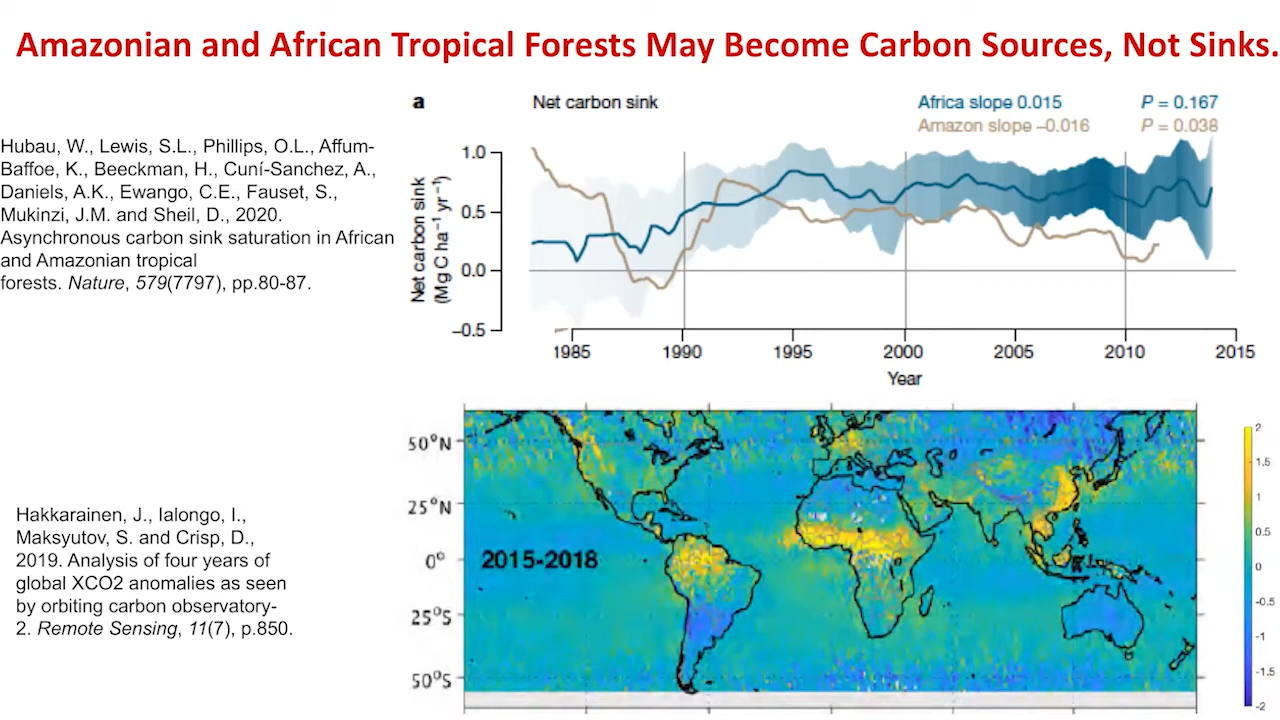 Amazonian and African Tropical Forests May Become Carbon Sources, Not Sinks.
Hubau, W., Lewis, S.L., Phillips, O.L., Affum-
Baffoe, K., Beeckman, H., Cuní-Sanchez, A.,
Daniels, A.K., Ewango, C.E., Fauset, S.,
Mukinzi, J.M. and Sheil, D., 2020.
Asynchronous carbon sink saturation in African
and Amazonian tropical
forests. Nature, 579(7797), pp.80-87.
a
Net carbon sink
Africa slope 0.015 P = 0.167
Amazon slope –0.016 P = 0.038
Net carbon sink
(Mg C ha⁻¹ yr⁻¹)
1.0
0.5
0.0
–0.5
1985 1990 1995 2000 2005 2010 2015
Year
Hakkarainen, J., Ialongo, I.,
Maksyutov, S. and Crisp, D.,
2019. Analysis of four years of
global XCO2 anomalies as seen
by orbiting carbon observatory-
2. Remote Sensing, 11(7), p.850.
50°N
25°N
0°
25°S
50°S
2015-2018
2
1.5
1
0.5
0
-0.5
-1
-1.5
-2